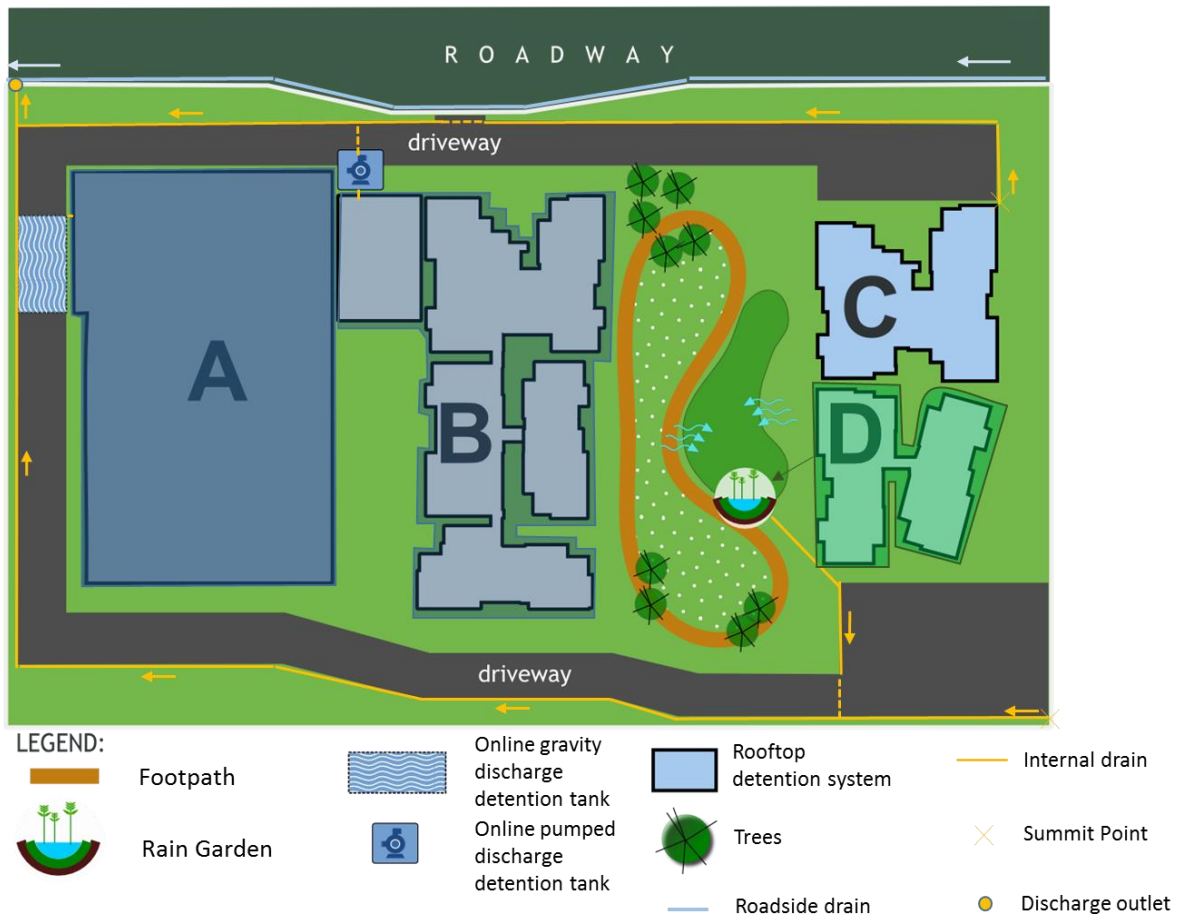 R O A D W A Y
driveway
A
B
C
D
driveway
LEGEND:
Footpath
Rain Garden
Online gravity
discharge
detention tank
Online pumped
discharge
detention tank
Rooftop
detention system
Trees
Roadside drain
Internal drain
Summit Point
Discharge outlet